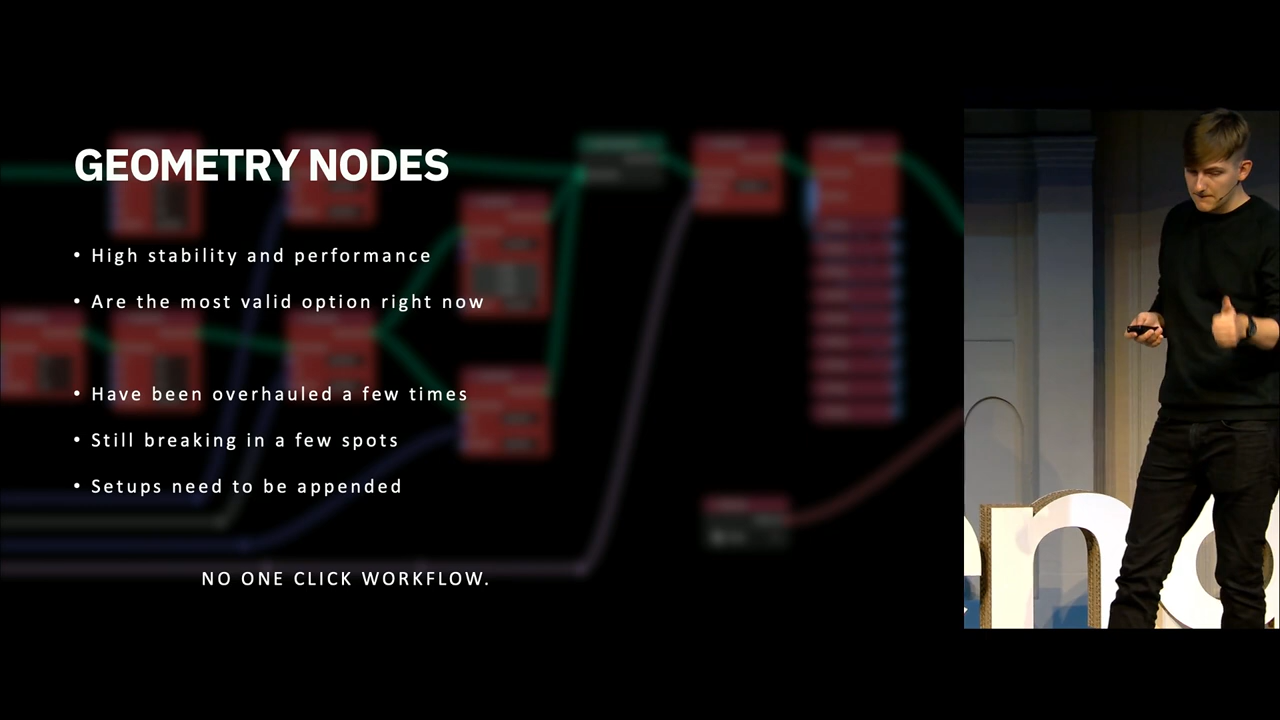 GEOMETRY NODES
• High stability and performance
• Are the most valid option right now
• Have been overhauled a few times
• Still breaking in a few spots
• Setups need to be appended
NO ONE CLICK WORKFLOW.